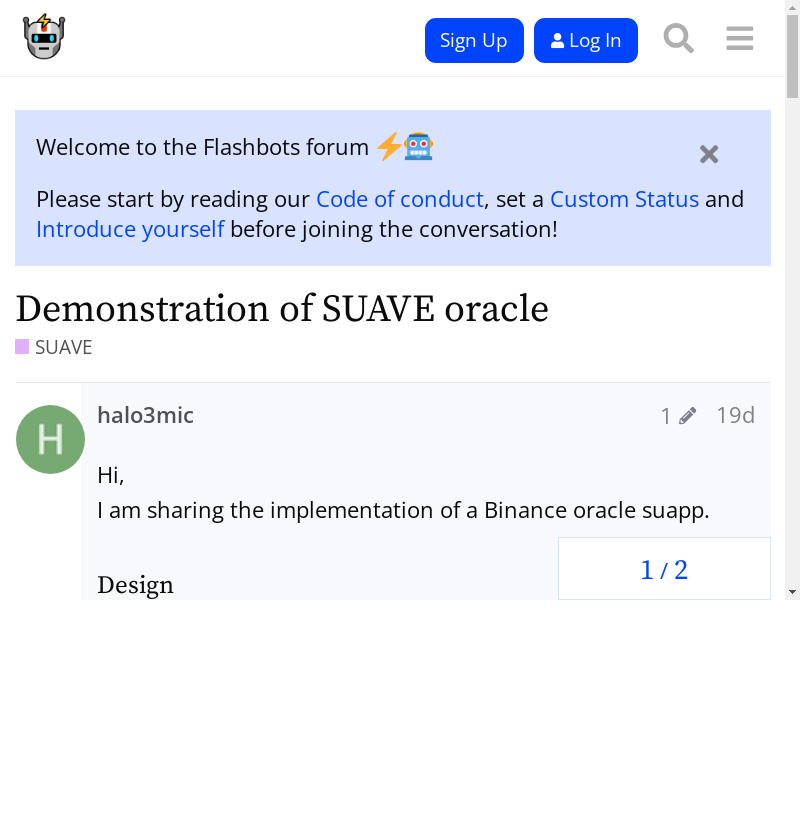 Sign Up
Log In
Welcome to the Flashbots forum
Please start by reading our Code of conduct, set a Custom Status and
Introduce yourself before joining the conversation!
Demonstration of SUAVE oracle
SUAVE
H
halo3mic
1
19d
Hi,
I am sharing the implementation of a Binance oracle suapp.
Design
1 / 2